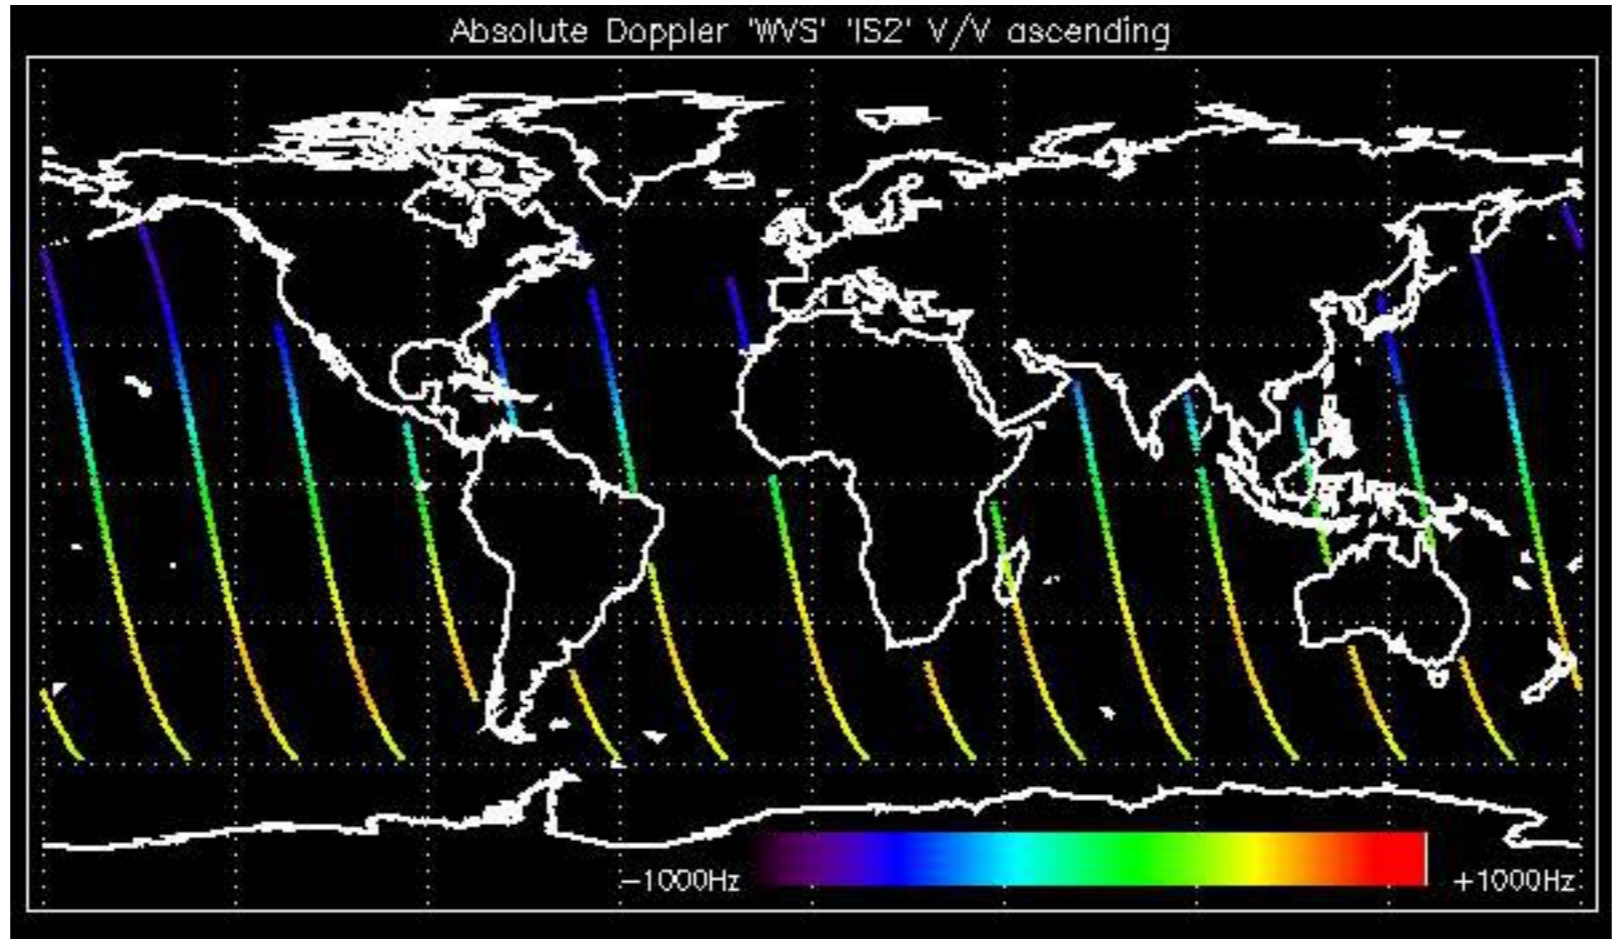 Absolute Doppler 'WVS' 'IS2' V/V ascending
−1000Hz
+1000Hz